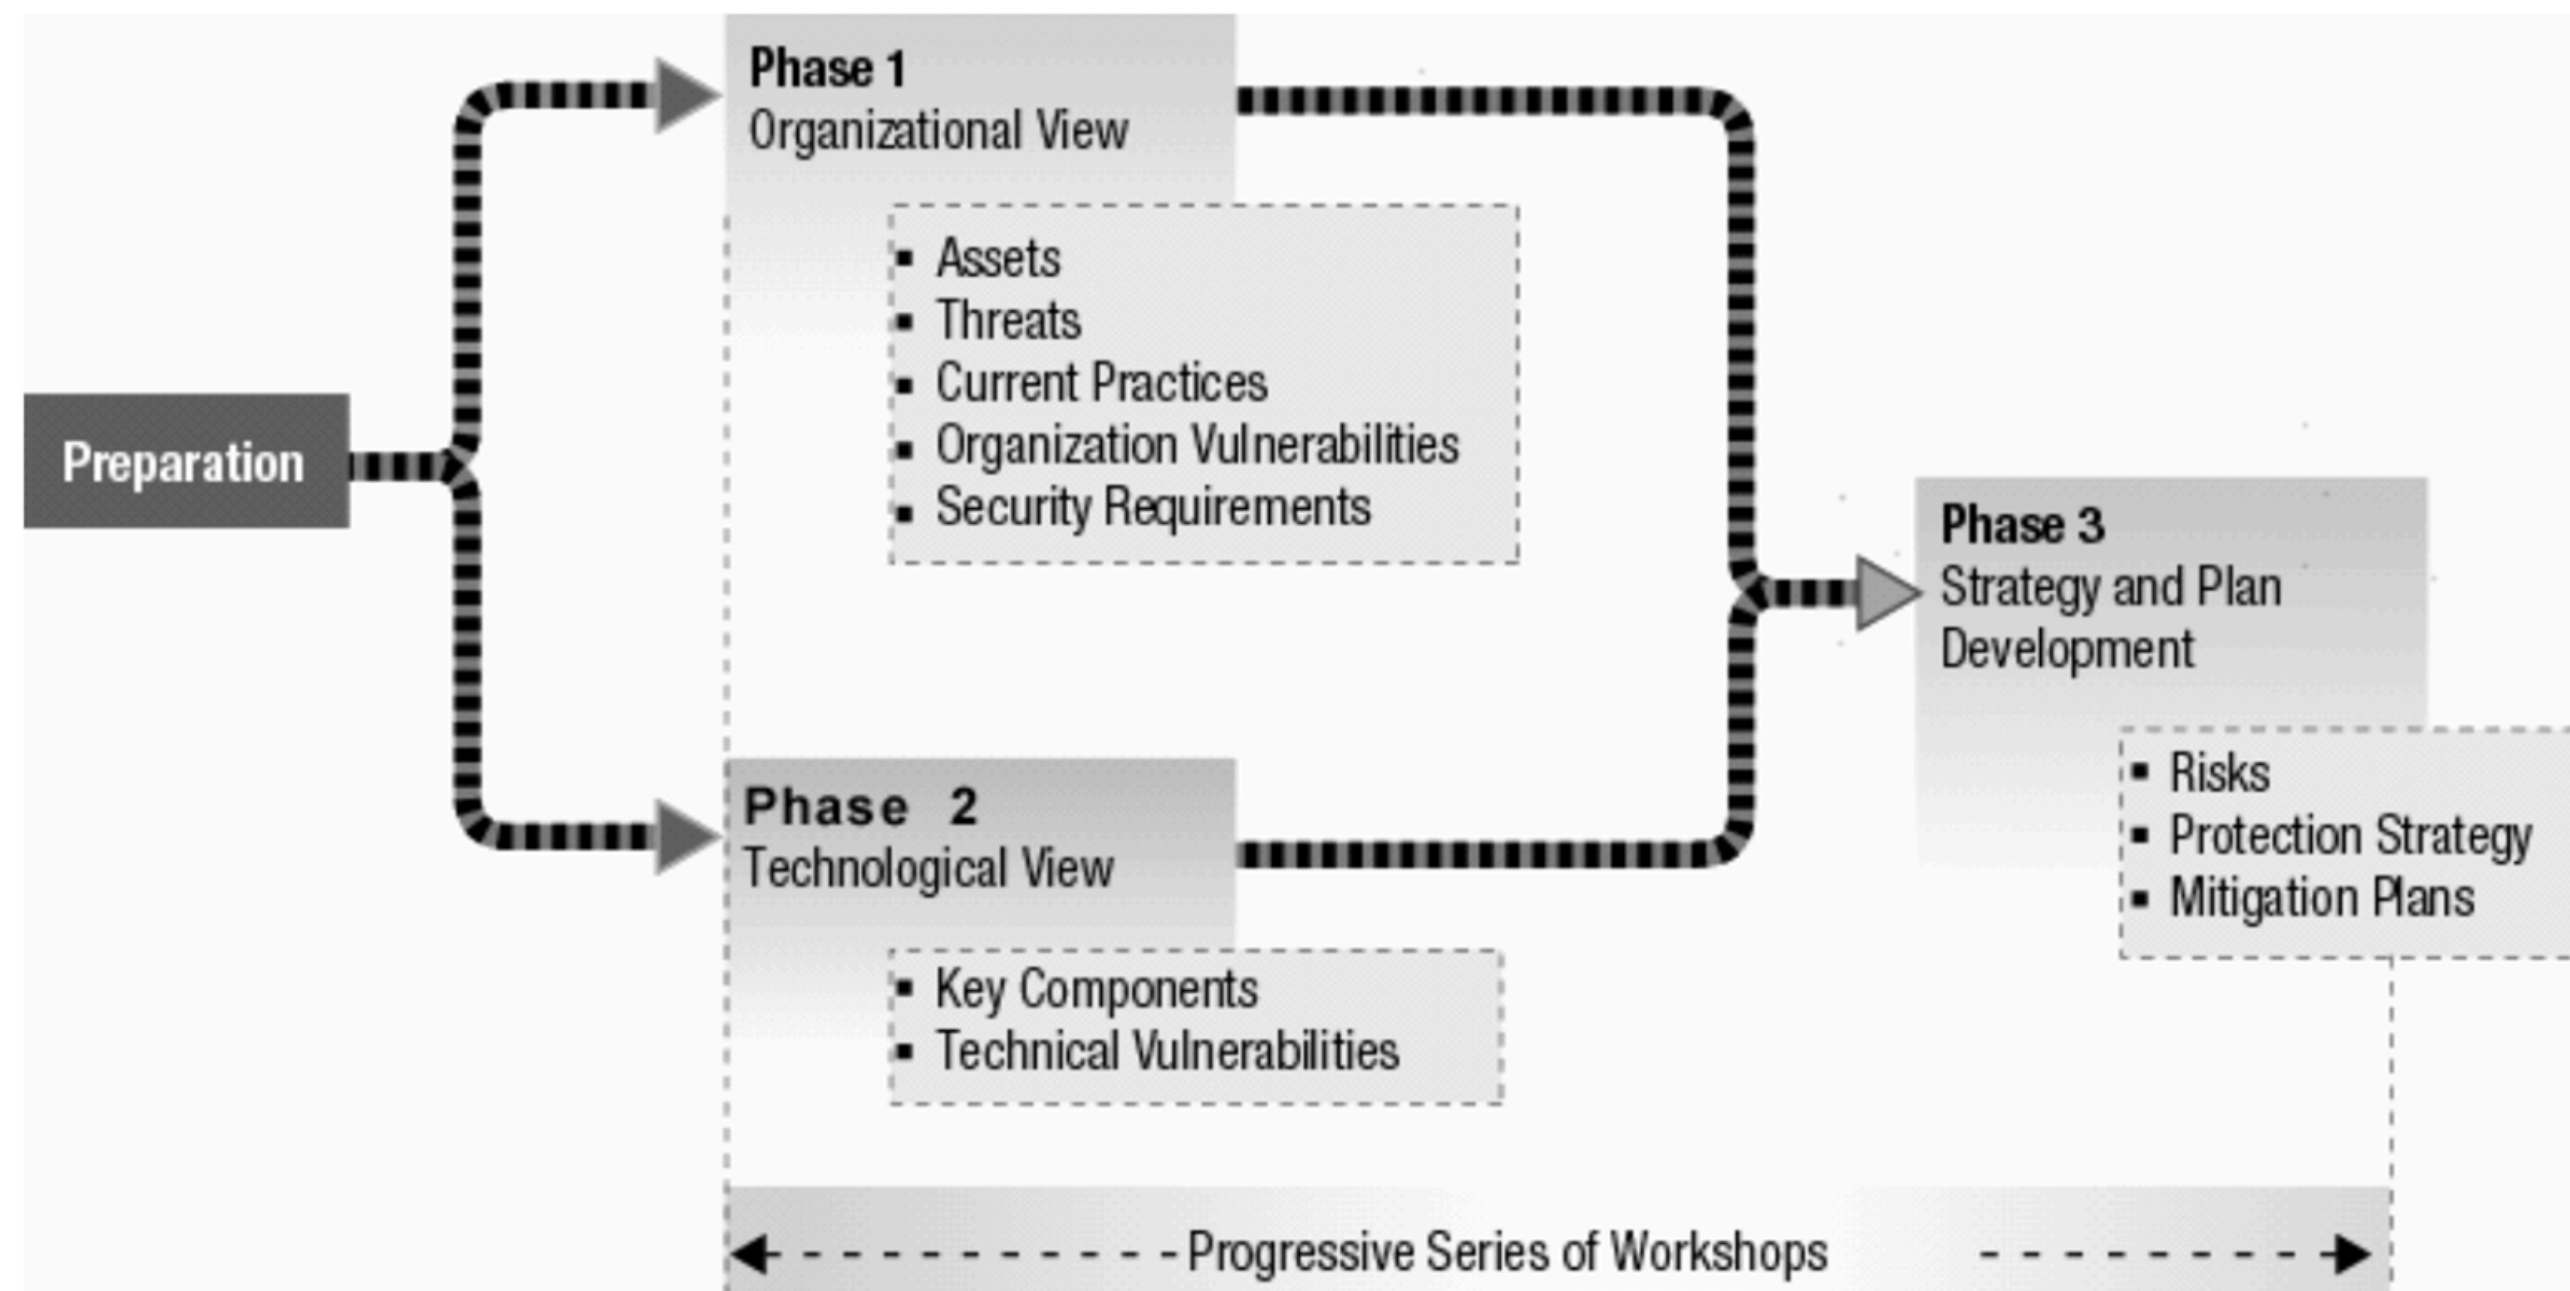 Preparation
Phase 1
Organizational View
▪ Assets
▪ Threats
▪ Current Practices
▪ Organization Vulnerabilities
▪ Security Requirements
Phase 2
Technological View
▪ Key Components
▪ Technical Vulnerabilities
Phase 3
Strategy and Plan
Development
▪ Risks
▪ Protection Strategy
▪ Mitigation Plans
Progressive Series of Workshops